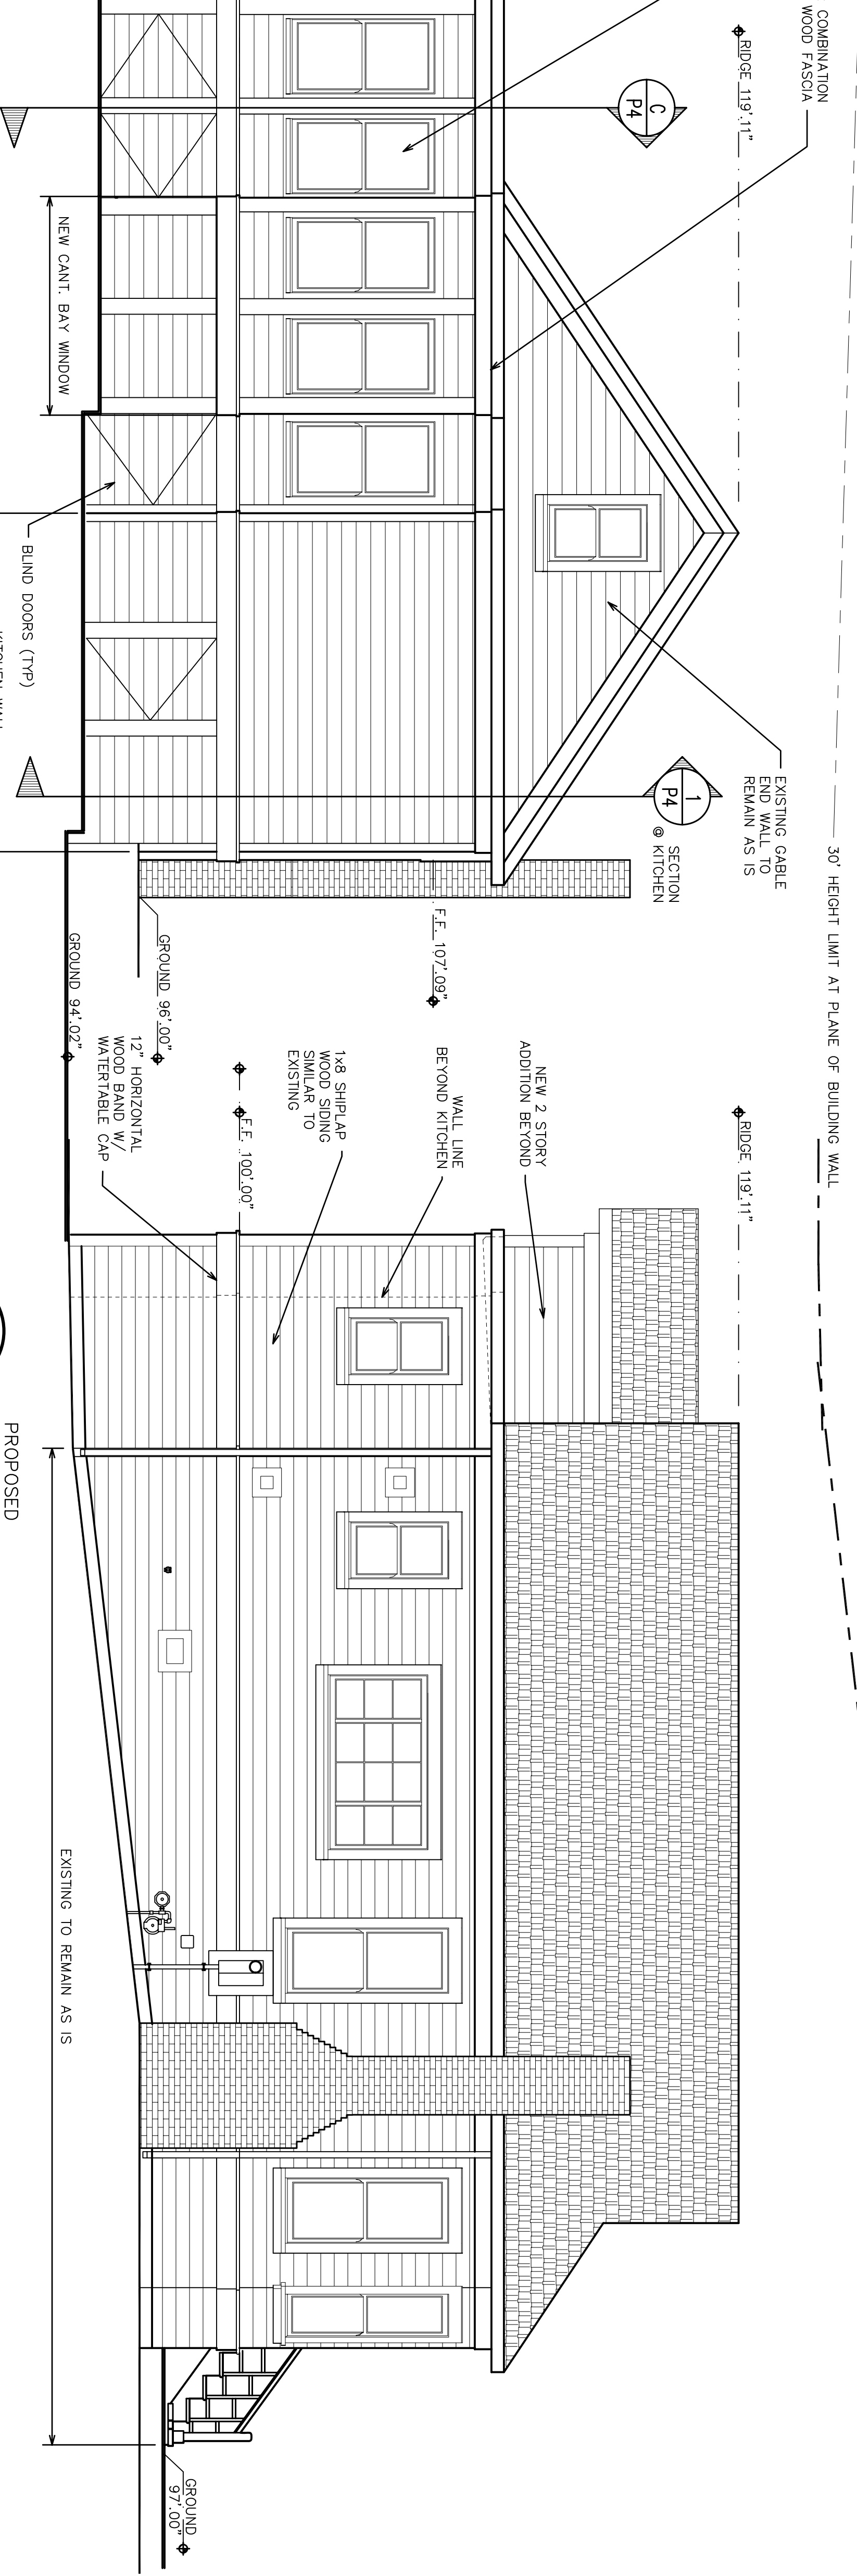 COMBINATION
WOOD FASCIA
RIDGE 119'.11"
C
P4
NEW CANT. BAY WINDOW
BLIND DOORS (TYP)
EXISTING GABLE
END WALL TO
REMAIN AS IS
1
P4
SECTION
@ KITCHEN
30' HEIGHT LIMIT AT PLANE OF BUILDING WALL
F.F. 107'.09"
GROUND 96'.00"
GROUND 94'.02"
RIDGE 119'.11"
NEW 2 STORY
ADDITION BEYOND
WALL LINE
BEYOND KITCHEN
1x8 SHIPLAP
WOOD SIDING
SIMILAR TO
EXISTING
F.F. 100'.00"
12" HORIZONTAL
WOOD BAND W/
WATERTABLE CAP
PROPOSED
EXISTING TO REMAIN AS IS
GROUND
97'.00"